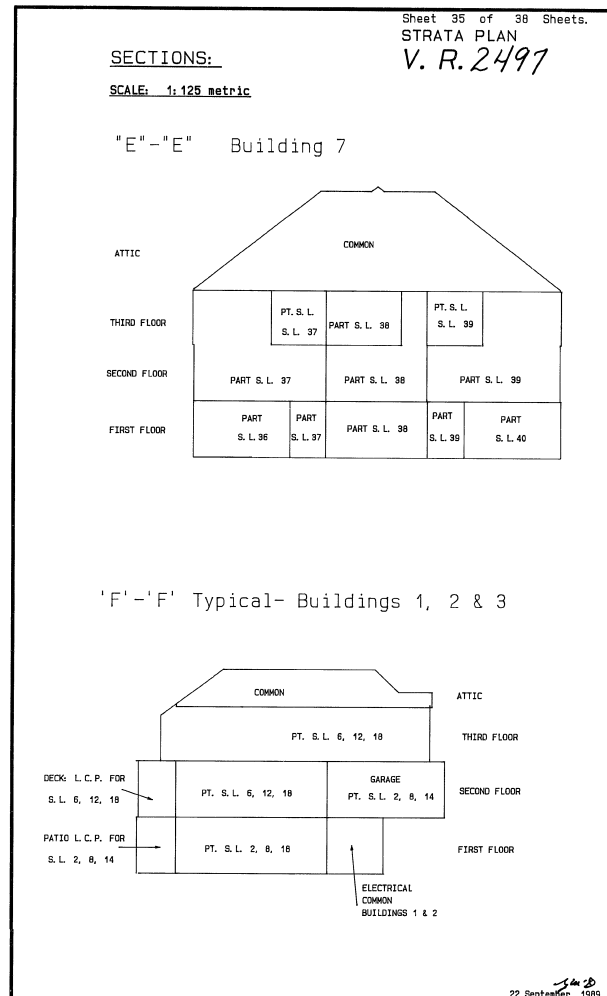 Sheet 35 of 38 Sheets.
STRATA PLAN
V. R. 2497
SECTIONS:
SCALE: 1:125 metric
"E"-"E" Building 7
ATTIC
COMMON
THIRD FLOOR
PT. S. L.
S. L. 37
PART S. L. 38
PT. S. L.
S. L. 39
SECOND FLOOR
PART S. L. 37
PART S. L. 38
PART S. L. 39
FIRST FLOOR
PART
S. L. 36
PART
S. L. 37
PART S. L. 38
PART
S. L. 39
PART
S. L. 40
'F'-'F' Typical- Buildings 1, 2 & 3
COMMON
ATTIC
PT. S. L. 6, 12, 18
THIRD FLOOR
DECK: L. C. P. FOR
S. L. 6, 12, 18
PT. S. L. 6, 12, 18
GARAGE
PT. S. L. 2, 8, 14
SECOND FLOOR
PATIO L. C. P. FOR
S. L. 2, 8, 14
PT. S. L. 2, 8, 18
FIRST FLOOR
ELECTRICAL
COMMON
BUILDINGS 1 & 2
22 September, 1989